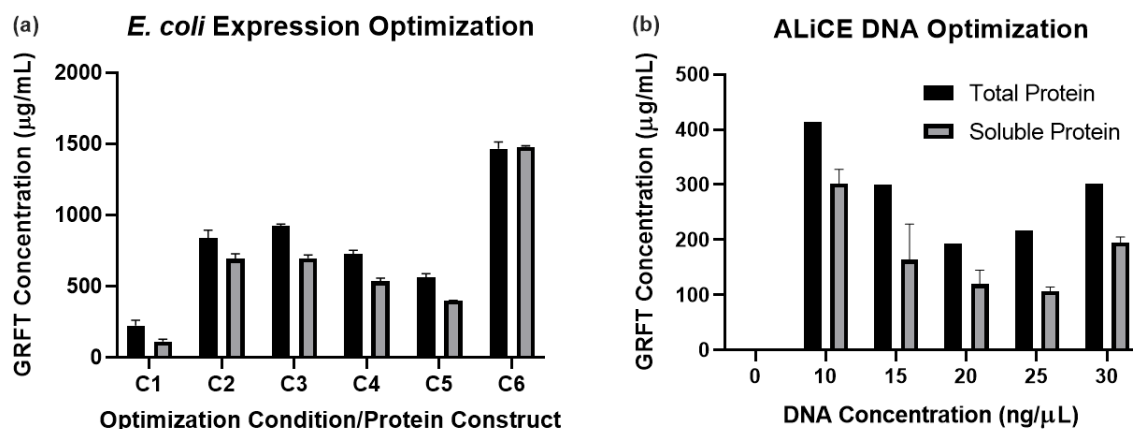 (a)
E. coli Expression Optimization
GRFT Concentration (μg/mL)
2000
1500
1000
500
0
C1 C2 C3 C4 C5 C6
Optimization Condition/Protein Construct
(b)
ALiCE DNA Optimization
GRFT Concentration (μg/mL)
500
400
300
200
100
0
Total Protein
Soluble Protein
0 10 15 20 25 30
DNA Concentration (ng/μL)